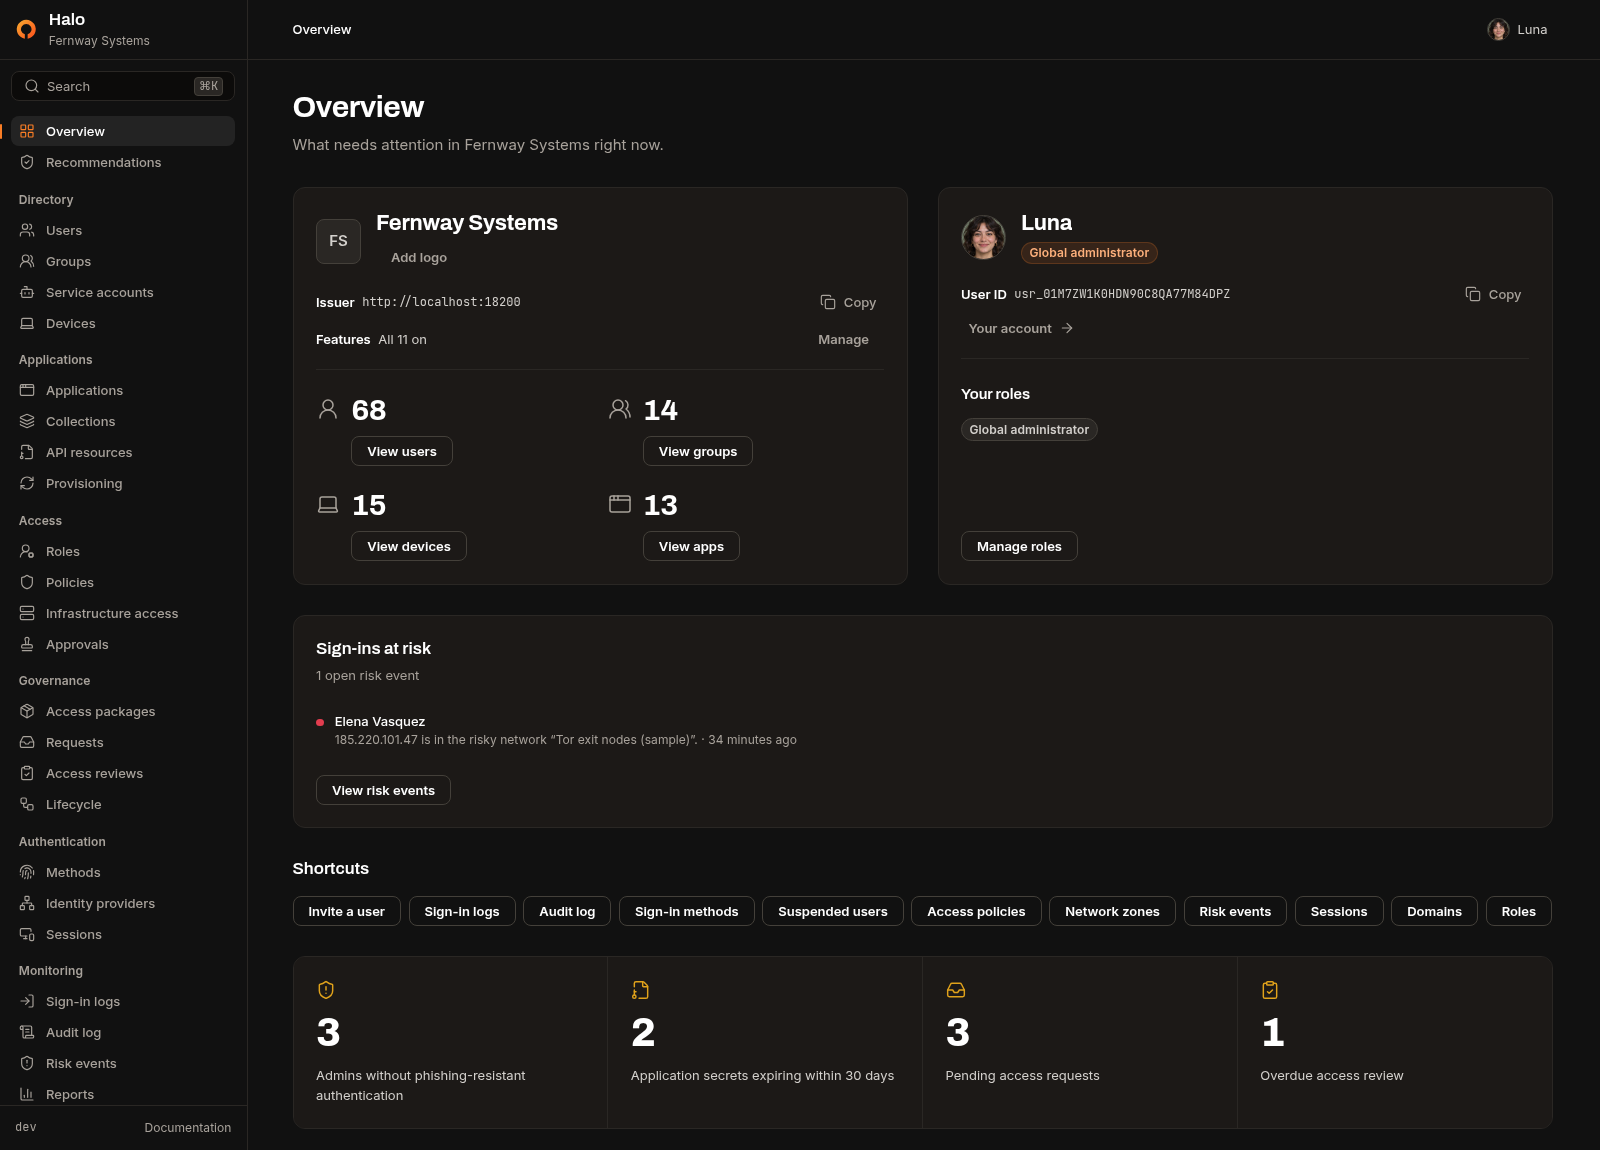 Halo
Fernway Systems
Search
⌘K
Overview
Recommendations
Directory
Users
Groups
Service accounts
Devices
Applications
Applications
Collections
API resources
Provisioning
Access
Roles
Policies
Infrastructure access
Approvals
Governance
Access packages
Requests
Access reviews
Lifecycle
Authentication
Methods
Identity providers
Sessions
Monitoring
Sign-in logs
Audit log
Risk events
Reports
dev
Documentation
Overview
Luna
Overview
What needs attention in Fernway Systems right now.
FS
Fernway Systems
Add logo
Issuer http://localhost:18200
Copy
Features All 11 on
Manage
68
View users
14
View groups
15
View devices
13
View apps
Luna
Global administrator
User ID usr_01M7ZW1K0HDN90C8QA77M84DPZ
Copy
Your account
Your roles
Global administrator
Manage roles
Sign-ins at risk
1 open risk event
Elena Vasquez
185.220.101.47 is in the risky network “Tor exit nodes (sample)”. · 34 minutes ago
View risk events
Shortcuts
Invite a user
Sign-in logs
Audit log
Sign-in methods
Suspended users
Access policies
Network zones
Risk events
Sessions
Domains
Roles
3
Admins without phishing-resistant
authentication
2
Application secrets expiring within 30 days
3
Pending access requests
1
Overdue access review